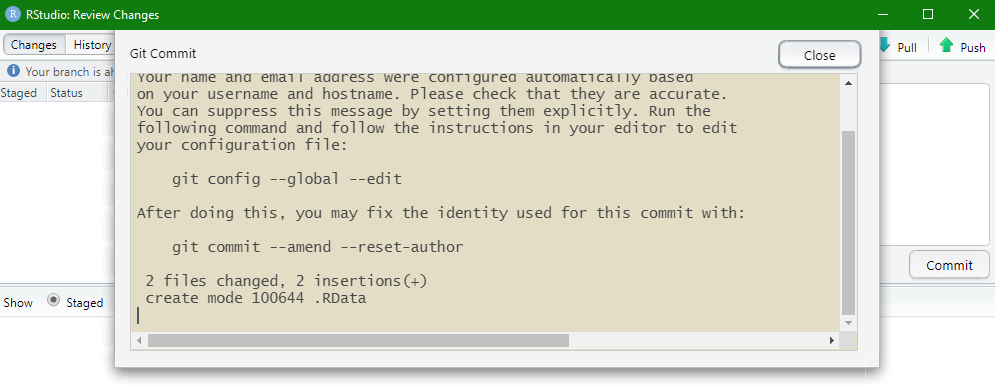 R RStudio: Review Changes
Changes History Pull Push
Git Commit Close
Your branch is ah
Staged Status
Your name and email address were configured automatically based
on your username and hostname. Please check that they are accurate.
You can suppress this message by setting them explicitly. Run the
following command and follow the instructions in your editor to edit
your configuration file:
git config --global --edit
After doing this, you may fix the identity used for this commit with:
git commit --amend --reset-author
2 files changed, 2 insertions(+)
create mode 100644 .RData
Commit
Show Staged